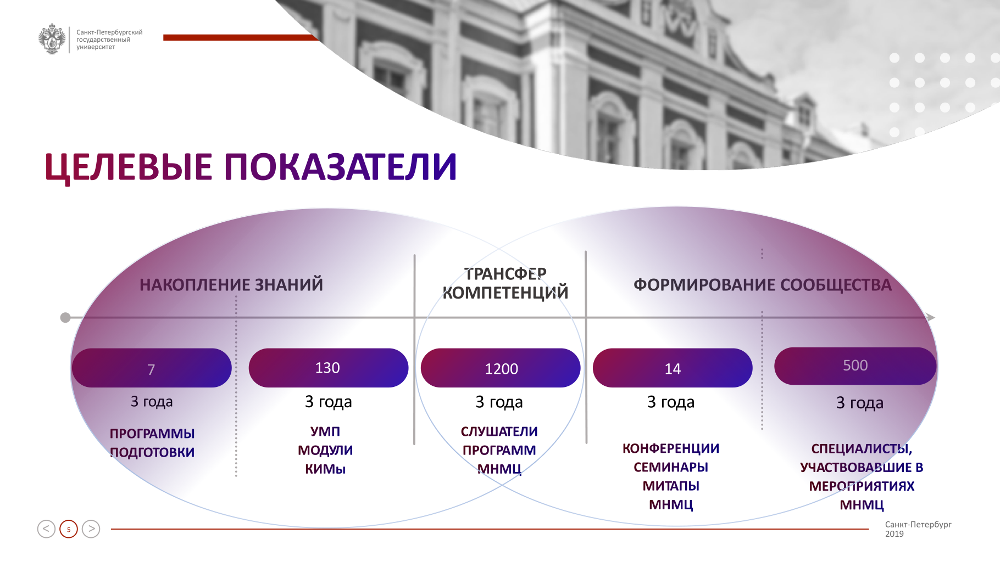 Санкт-Петербургский
государственный
университет
ЦЕЛЕВЫЕ ПОКАЗАТЕЛИ
НАКОПЛЕНИЕ ЗНАНИЙ
ТРАНСФЕР
КОМПЕТЕНЦИЙ
ФОРМИРОВАНИЕ СООБЩЕСТВА
7
3 года
ПРОГРАММЫ
ПОДГОТОВКИ
130
3 года
УМП
МОДУЛИ
КИМы
1200
3 года
СЛУШАТЕЛИ
ПРОГРАММ
МНМЦ
14
3 года
КОНФЕРЕНЦИИ
СЕМИНАРЫ
МИТАПЫ
МНМЦ
500
3 года
СПЕЦИАЛИСТЫ,
УЧАСТВОВАВШИЕ В
МЕРОПРИЯТИЯХ
МНМЦ
< 5 >
Санкт-Петербург
2019